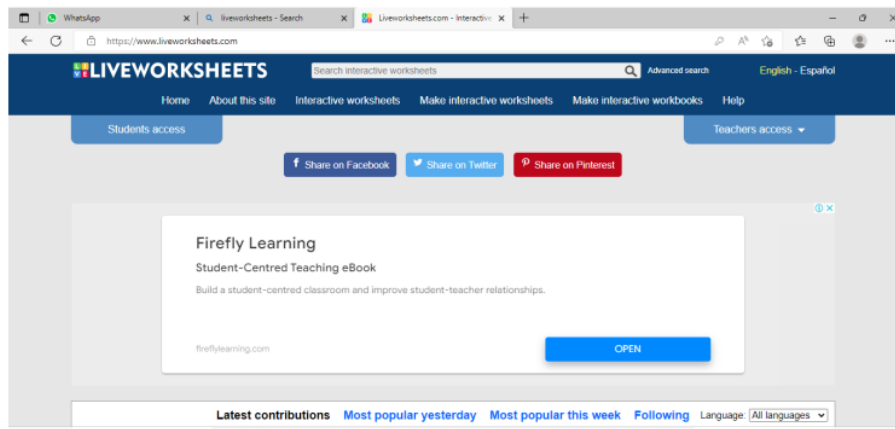 WhatsApp liveworksheets - Search Liveworksheets.com - Interactive
https://www.liveworksheets.com
LIVEWORKSHEETS Search interactive worksheets Advanced search English - Español
Home About this site Interactive worksheets Make interactive worksheets Make interactive workbooks Help
Students access Teachers access
Share on Facebook Share on Twitter Share on Pinterest
Firefly Learning
Student-Centred Teaching eBook
Build a student-centred classroom and improve student-teacher relationships.
fireflylearning.com OPEN
Latest contributions Most popular yesterday Most popular this week Following Language: All languages